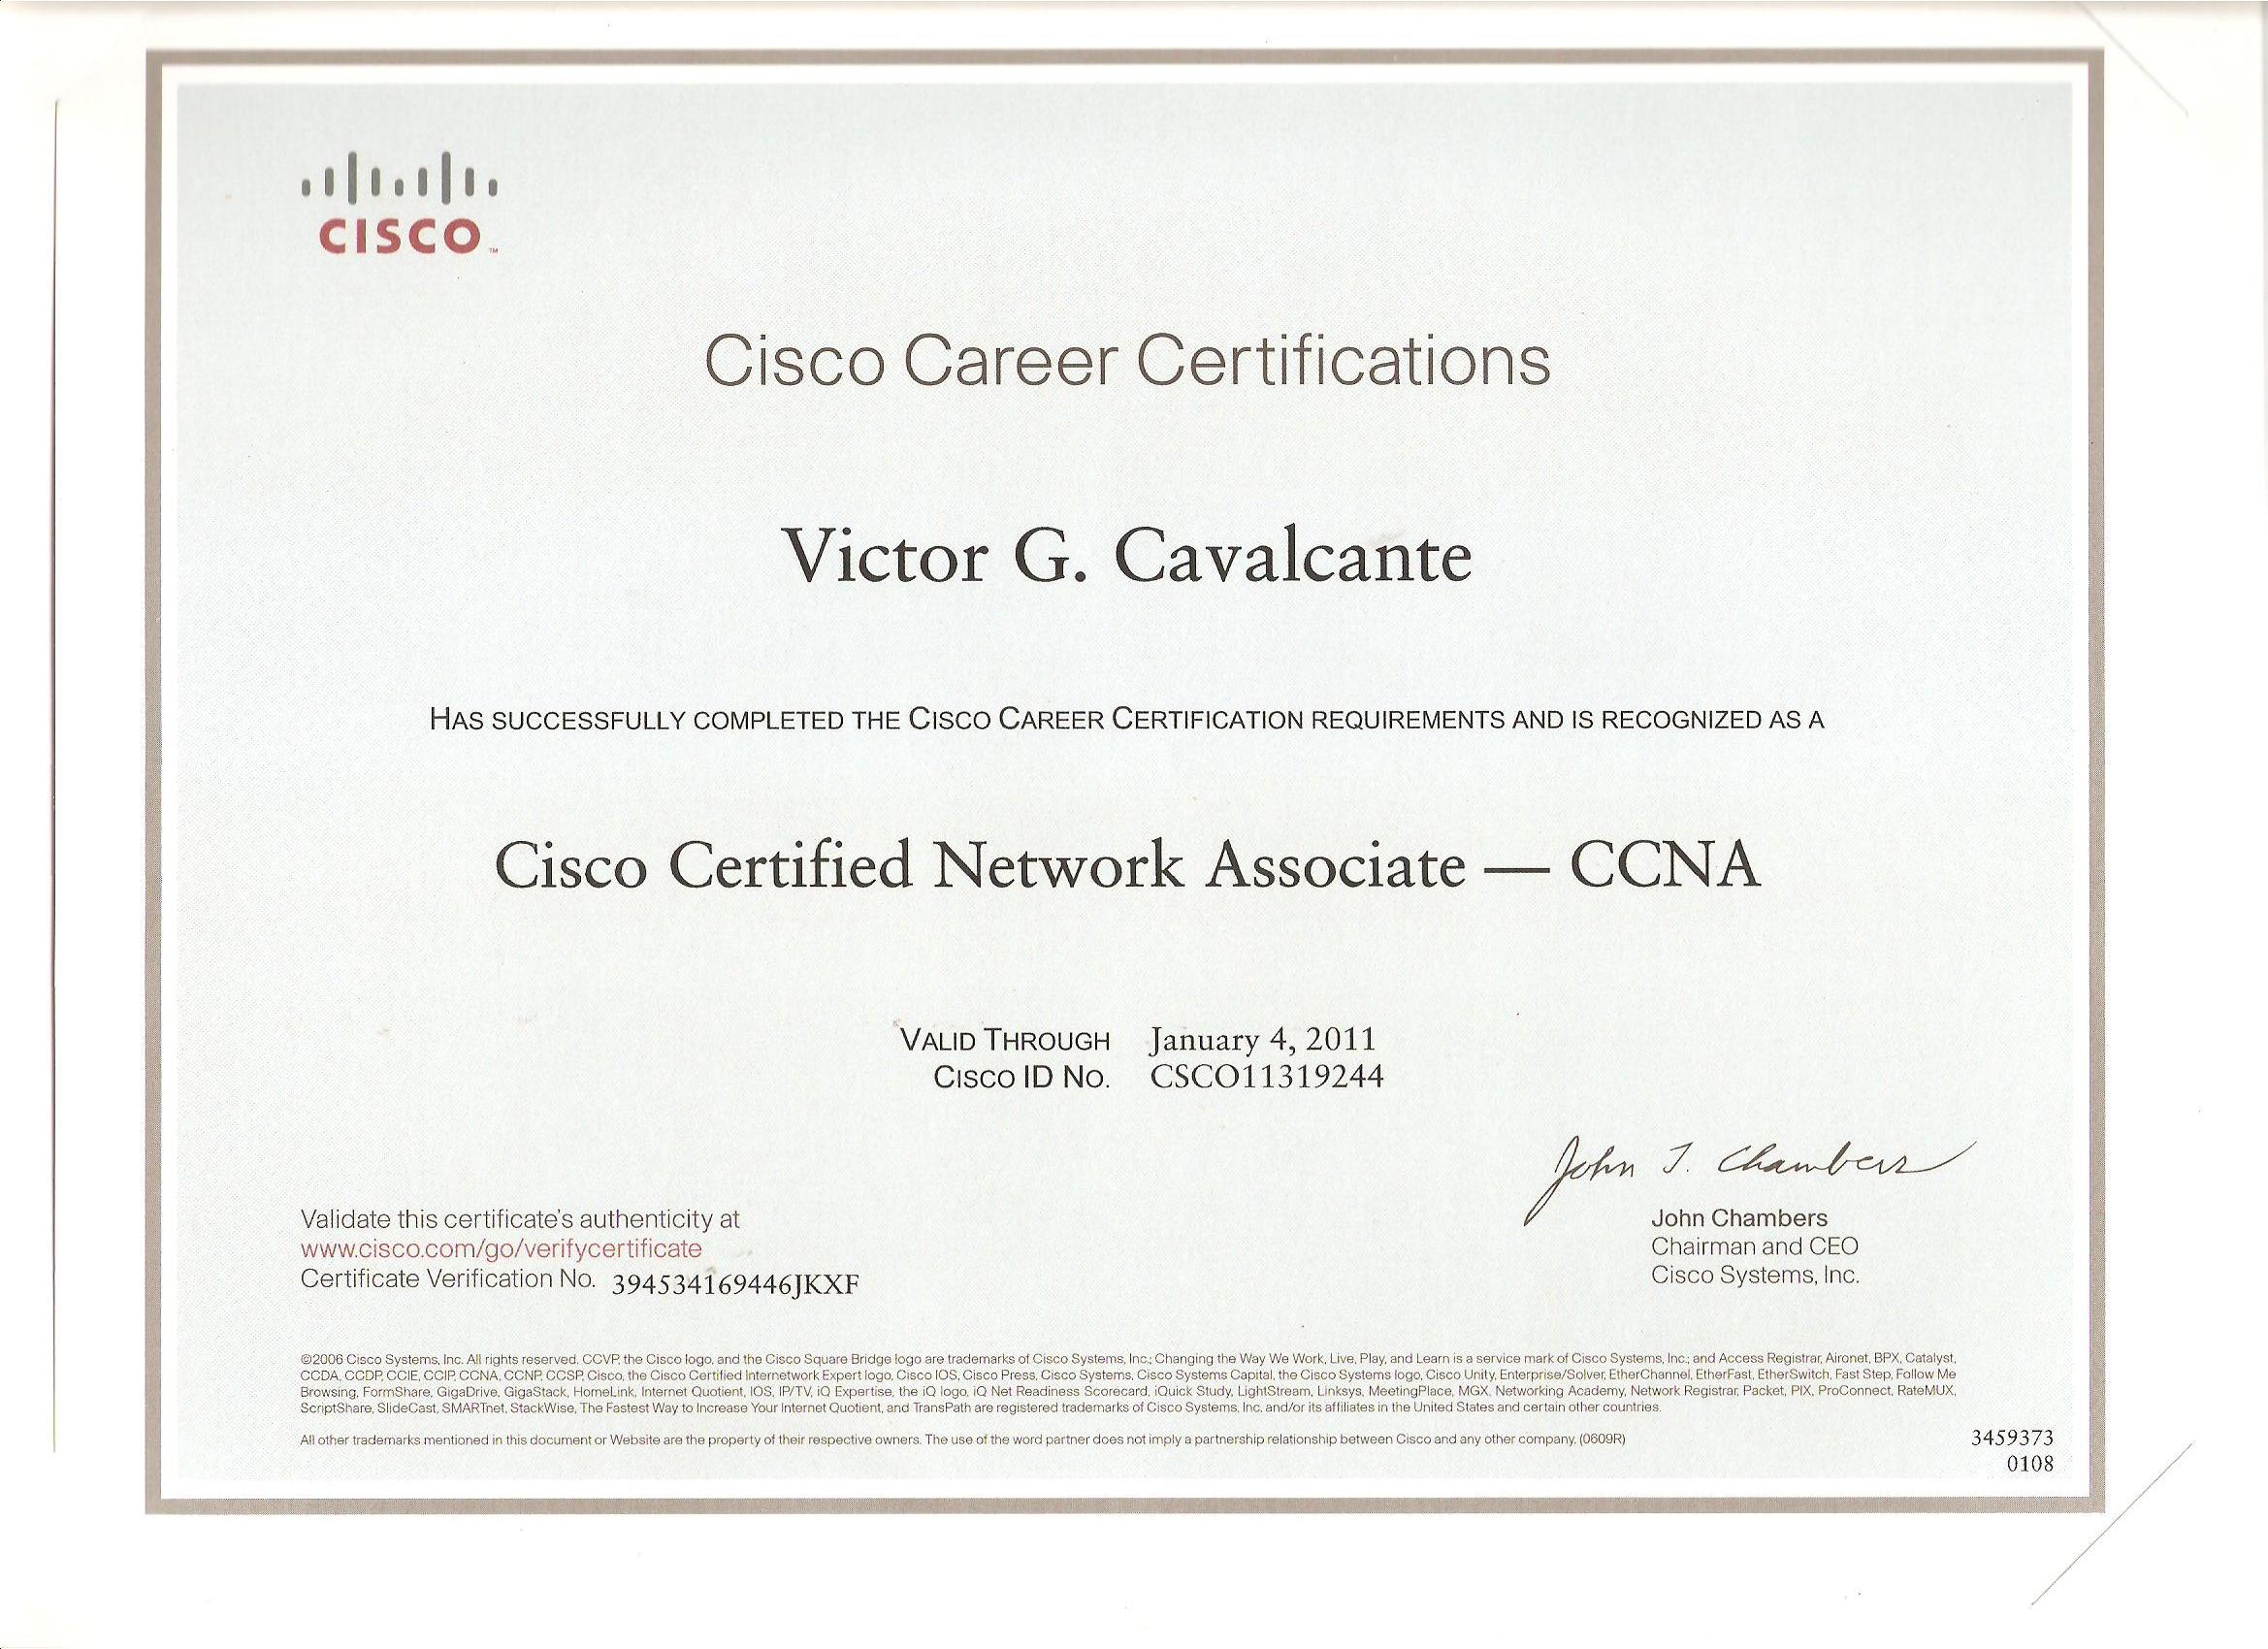 CISCO™
Cisco Career Certifications
Victor G. Cavalcante
HAS SUCCESSFULLY COMPLETED THE CISCO CAREER CERTIFICATION REQUIREMENTS AND IS RECOGNIZED AS A
Cisco Certified Network Associate — CCNA
VALID THROUGH January 4, 2011
CISCO ID NO. CSCO11319244
John T. Chambers
John Chambers
Chairman and CEO
Cisco Systems, Inc.
Validate this certificate's authenticity at
www.cisco.com/go/verifycertificate
Certificate Verification No. 394534169446JKXF
©2006 Cisco Systems, Inc. All rights reserved. CCVP, the Cisco logo, and the Cisco Square Bridge logo are trademarks of Cisco Systems, Inc.; Changing the Way We Work, Live, Play, and Learn is a service mark of Cisco Systems, Inc.; and Access Registrar, Aironet, BPX, Catalyst,
CCDA, CCDP, CCIE, CCIP, CCNA, CCNP, CCSP, Cisco, the Cisco Certified Internetwork Expert logo, Cisco IOS, Cisco Press, Cisco Systems, Cisco Systems Capital, the Cisco Systems logo, Cisco Unity, Enterprise/Solver, EtherChannel, EtherFast, EtherSwitch, Fast Step, Follow Me
Browsing, FormShare, GigaDrive, GigaStack, HomeLink, Internet Quotient, IOS, IP/TV, iQ Expertise, the iQ logo, iQ Net Readiness Scorecard, iQuick Study, LightStream, Linksys, MeetingPlace, MGX, Networking Academy, Network Registrar, Packet, PIX, ProConnect, RateMUX,
ScriptShare, SlideCast, SMARTnet, StackWise, The Fastest Way to Increase Your Internet Quotient, and TransPath are registered trademarks of Cisco Systems, Inc. and/or its affiliates in the United States and certain other countries.
All other trademarks mentioned in this document or Website are the property of their respective owners. The use of the word partner does not imply a partnership relationship between Cisco and any other company. (0609R)
3459373
0108